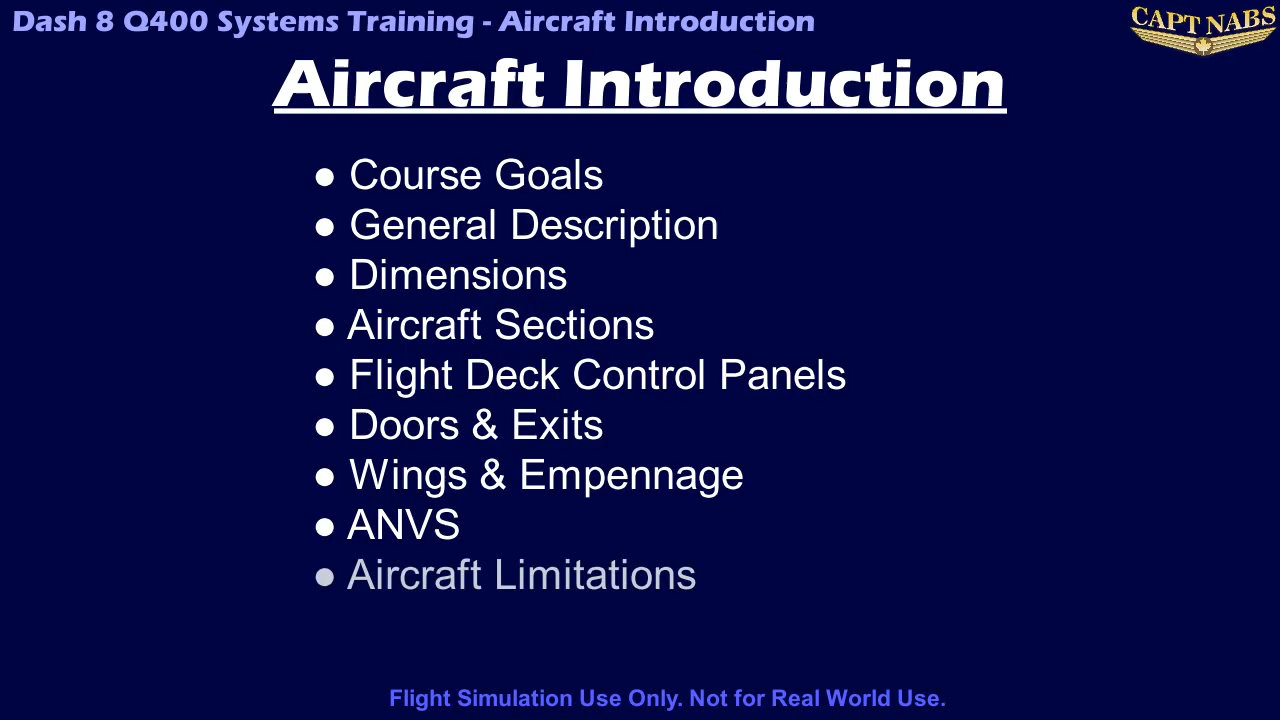 Dash 8 Q400 Systems Training - Aircraft Introduction
CAPT NABS
Aircraft Introduction
● Course Goals
● General Description
● Dimensions
● Aircraft Sections
● Flight Deck Control Panels
● Doors & Exits
● Wings & Empennage
● ANVS
● Aircraft Limitations
Flight Simulation Use Only. Not for Real World Use.